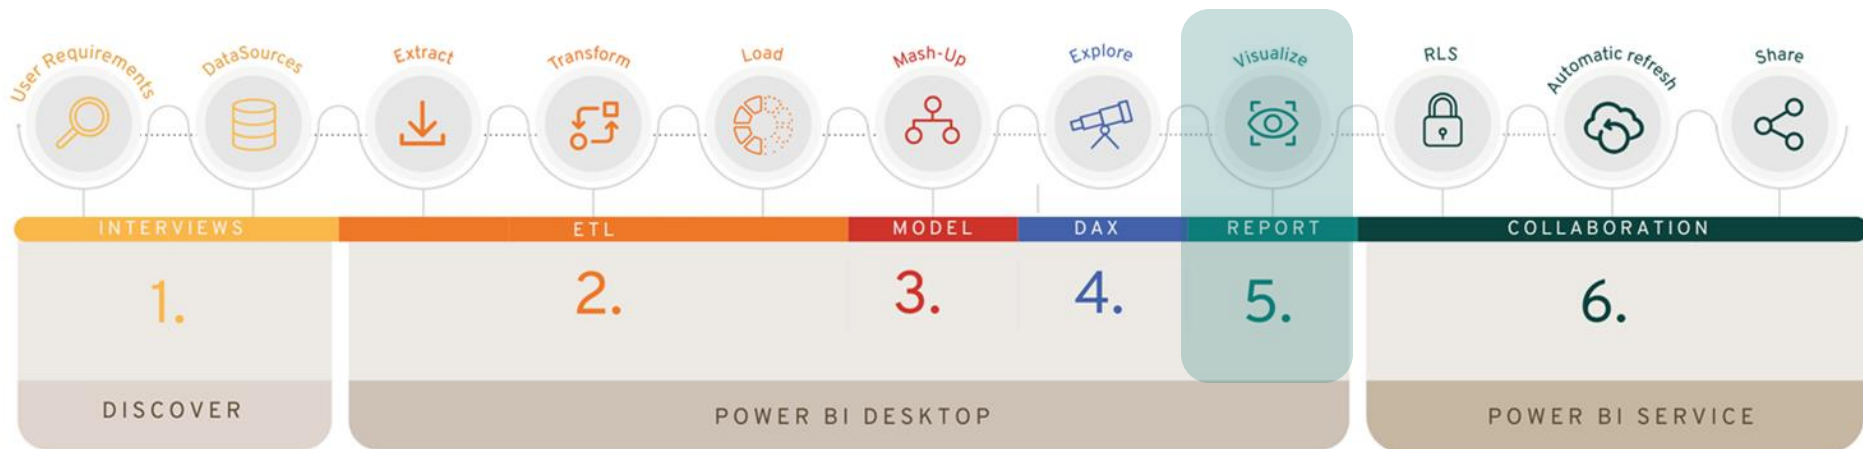 User Requirements
DataSources
Extract
Transform
Load
Mash-Up
Explore
Visualize
RLS
Automatic refresh
Share
INTERVIEWS
ETL
MODEL
DAX
REPORT
COLLABORATION
1.
2.
3.
4.
5.
6.
DISCOVER
POWER BI DESKTOP
POWER BI SERVICE